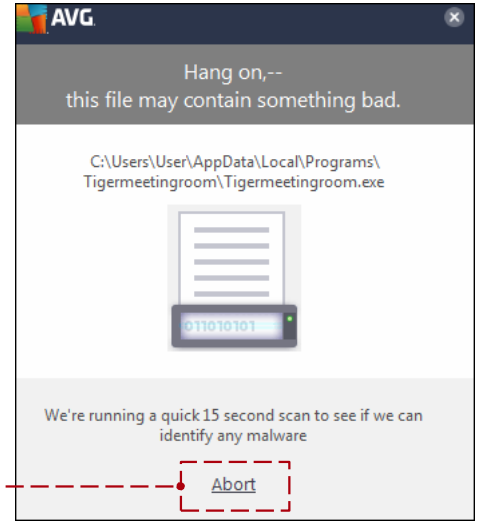 AVG.
Hang on,--
this file may contain something bad.
C:\Users\User\AppData\Local\Programs\
Tigermeetingroom\Tigermeetingroom.exe
011010101
We're running a quick 15 second scan to see if we can
identify any malware
Abort